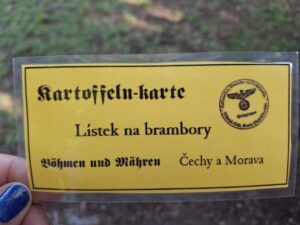 Kartoffeln-karte
Lístek na brambory
Böhmen und Mähren Čechy a Morava